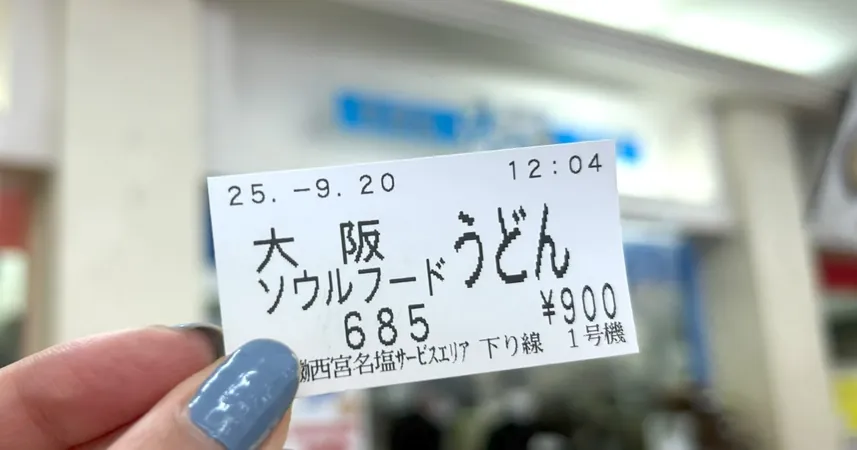 25.-9.20 12:04
大阪 うどん
ソウルフード
685 ¥900
西宮名塩サービスエリア 下り線 1号機